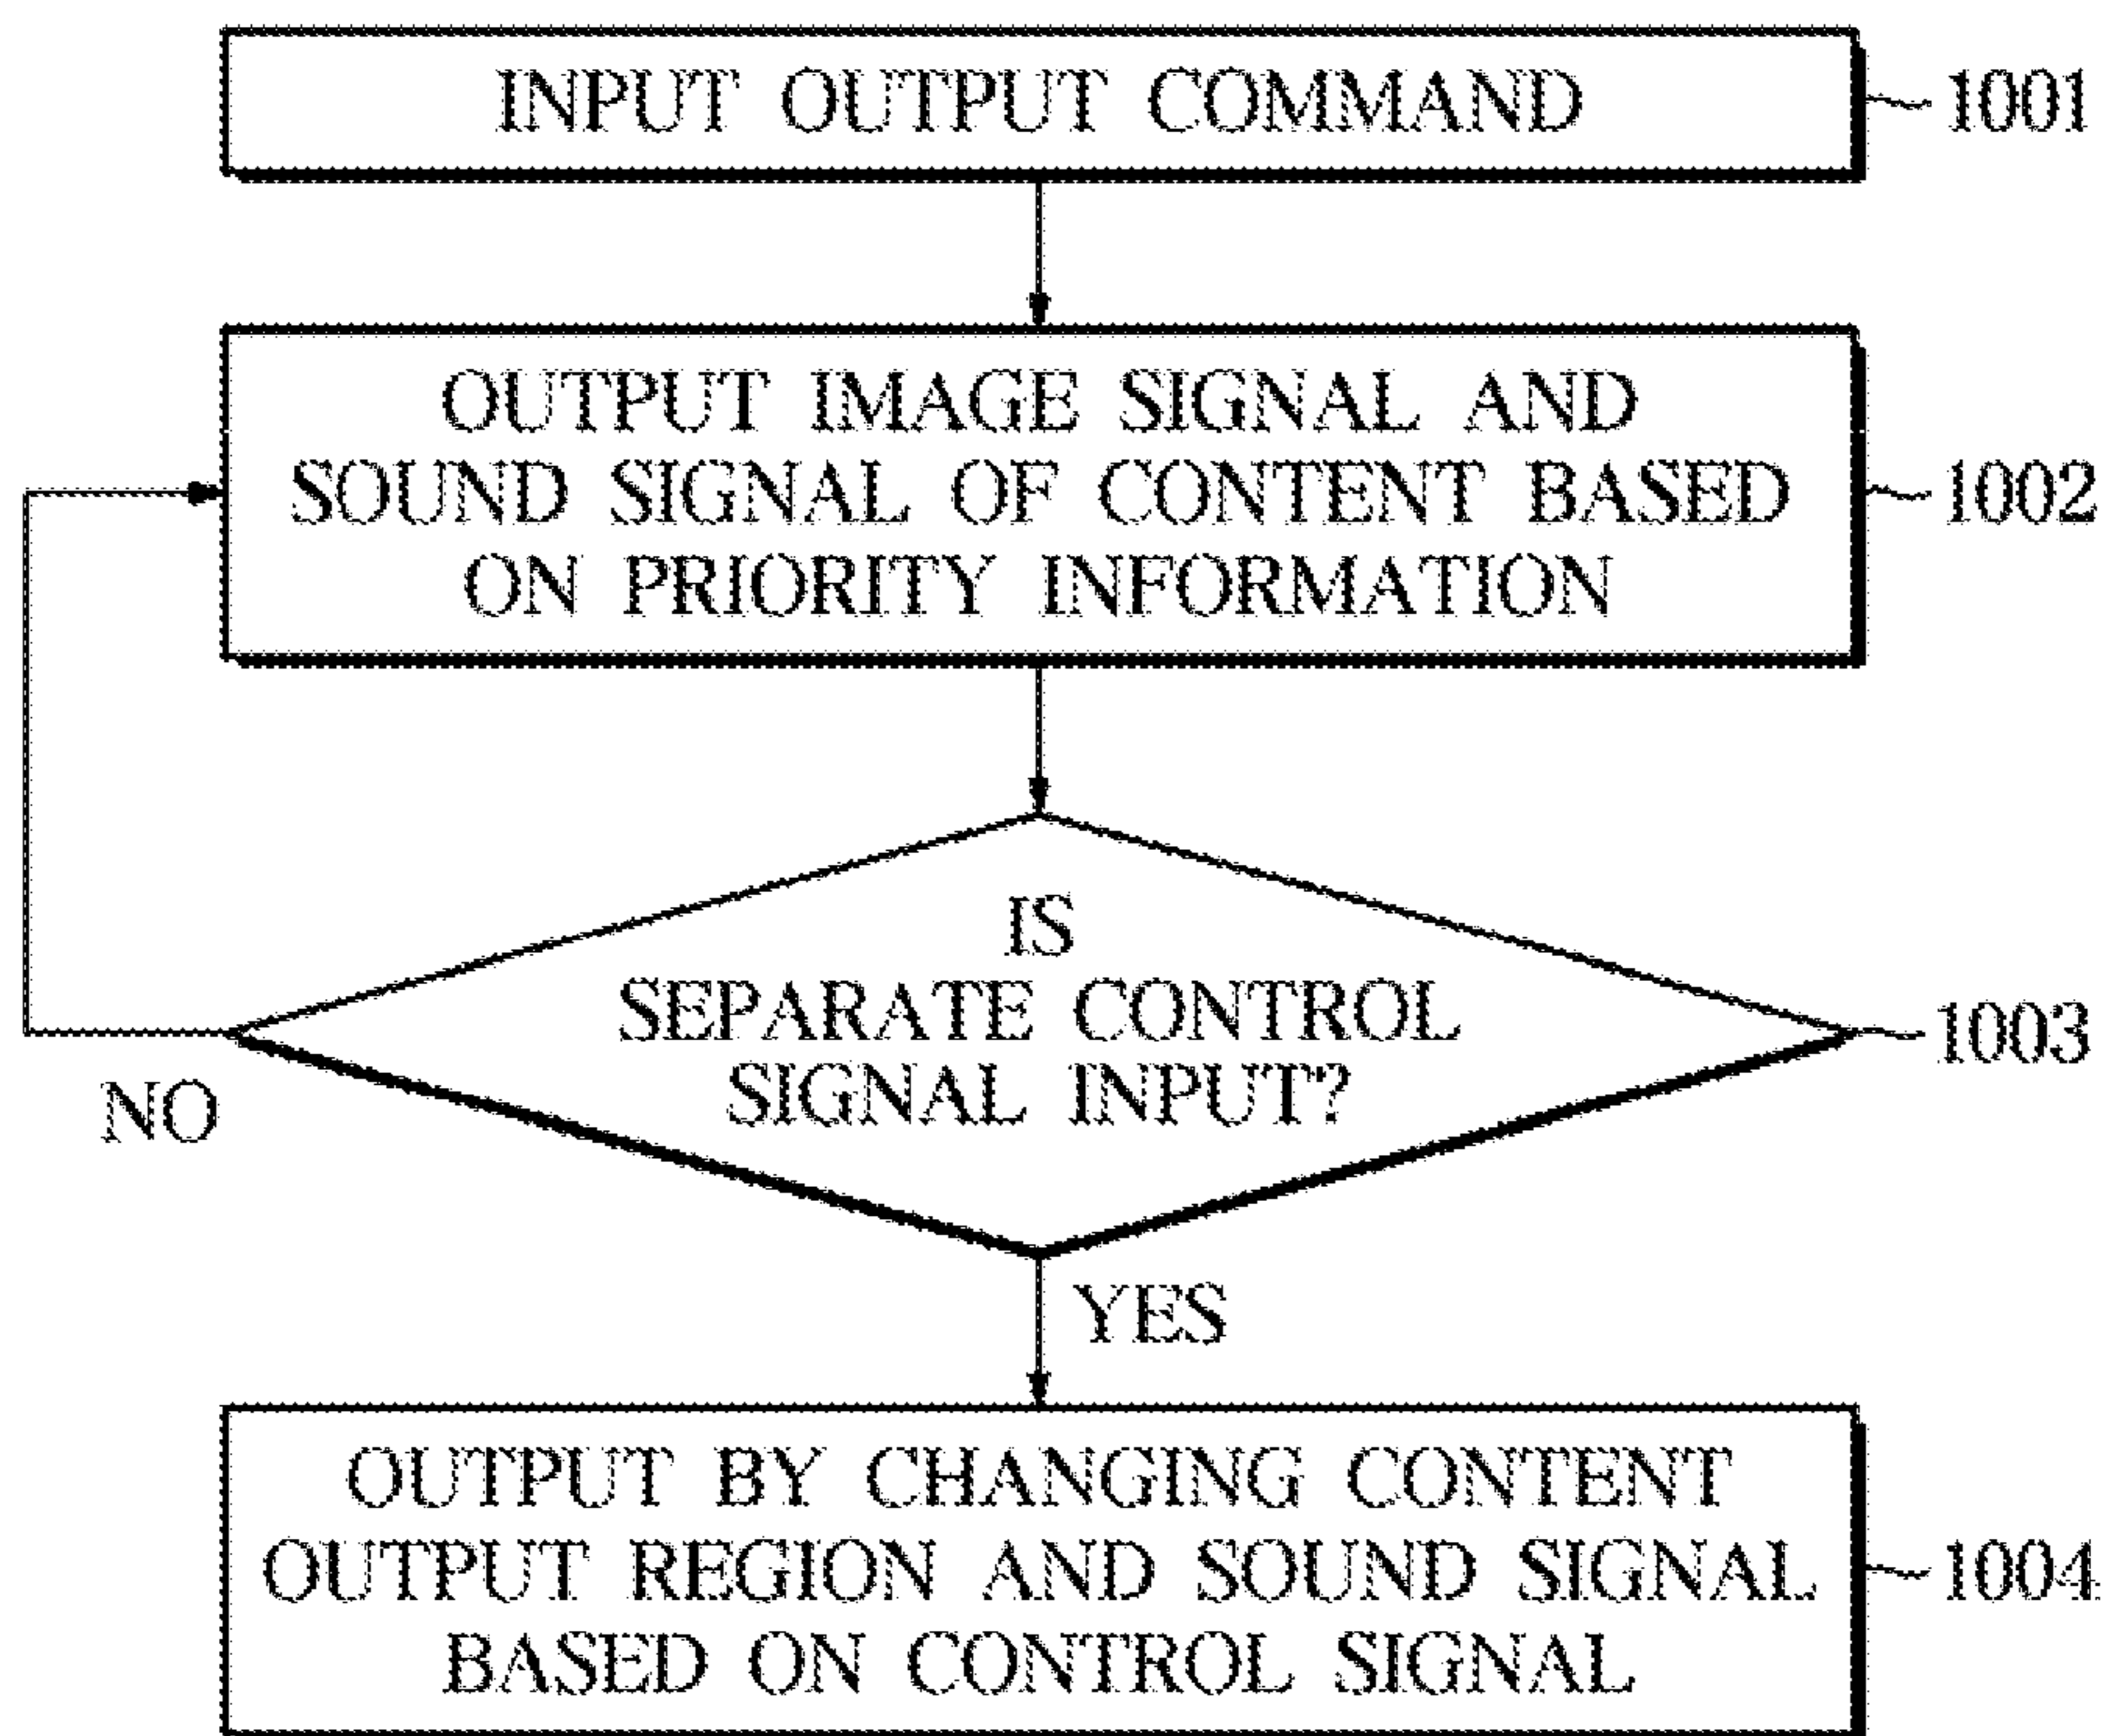 INPUT OUTPUT COMMAND
1001
OUTPUT IMAGE SIGNAL AND
SOUND SIGNAL OF CONTENT BASED
ON PRIORITY INFORMATION
1002
IS
SEPARATE CONTROL
SIGNAL INPUT?
1003
NO
YES
OUTPUT BY CHANGING CONTENT
OUTPUT REGION AND SOUND SIGNAL
BASED ON CONTROL SIGNAL
1004